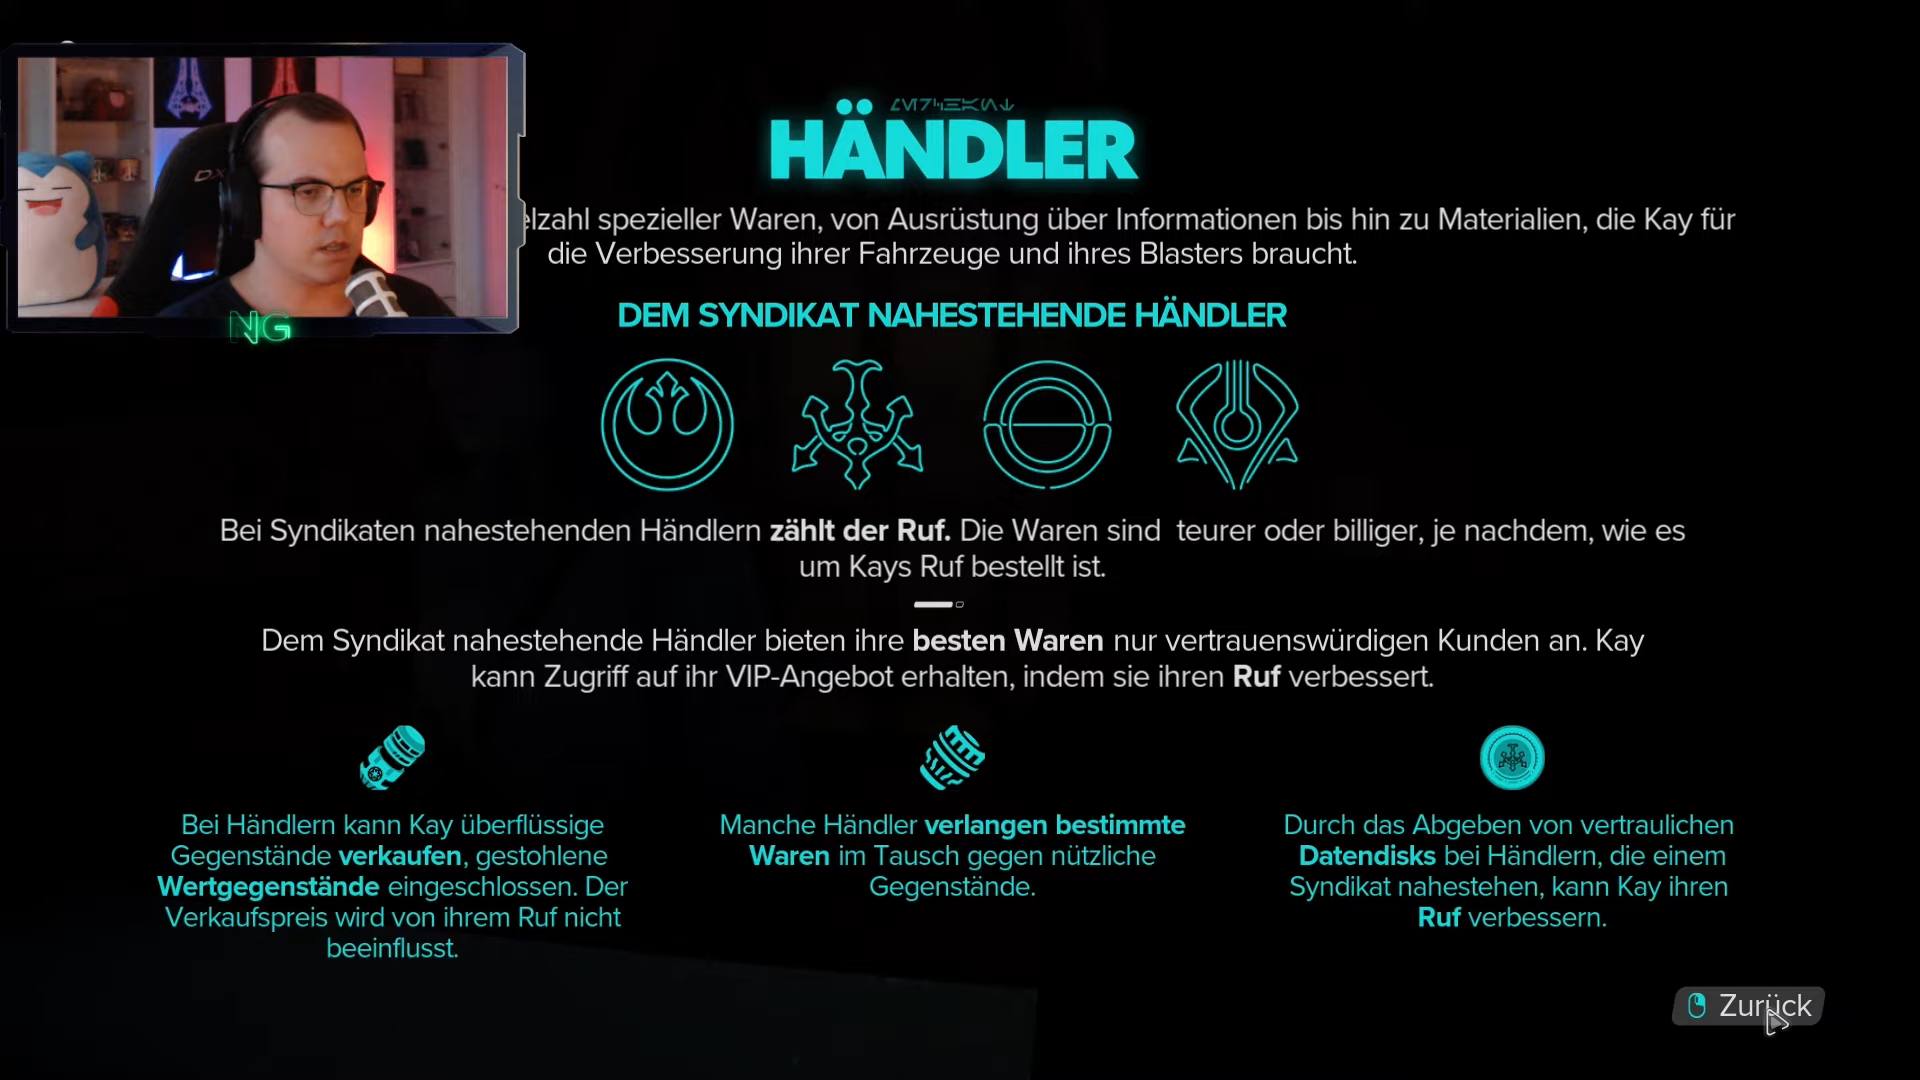 HÄNDLER
spezieller Waren, von Ausrüstung über Informationen bis hin zu Materialien, die Kay für
die Verbesserung ihrer Fahrzeuge und ihres Blasters braucht.
DEM SYNDIKAT NAHESTEHENDE HÄNDLER
Bei Syndikaten nahestehenden Händlern zählt der Ruf. Die Waren sind teurer oder billiger, je nachdem, wie es
um Kays Ruf bestellt ist.
Dem Syndikat nahestehende Händler bieten ihre besten Waren nur vertrauenswürdigen Kunden an. Kay
kann Zugriff auf ihr VIP-Angebot erhalten, indem sie ihren Ruf verbessert.
Bei Händlern kann Kay überflüssige
Gegenstände verkaufen, gestohlene
Wertgegenstände eingeschlossen. Der
Verkaufspreis wird von ihrem Ruf nicht
beeinflusst.
Manche Händler verlangen bestimmte
Waren im Tausch gegen nützliche
Gegenstände.
Durch das Abgeben von vertraulichen
Datendisks bei Händlern, die einem
Syndikat nahestehen, kann Kay ihren
Ruf verbessern.
Zurück
NG